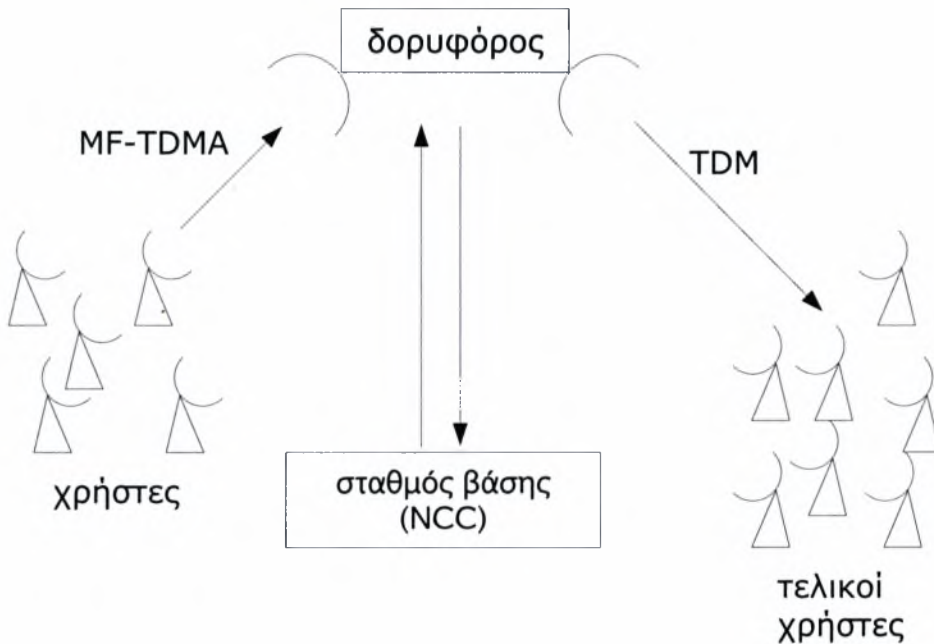 δορυφόρος
MF-TDMA
TDM
χρήστες
σταθμός βάσης
(NCC)
τελικοί
χρήστες